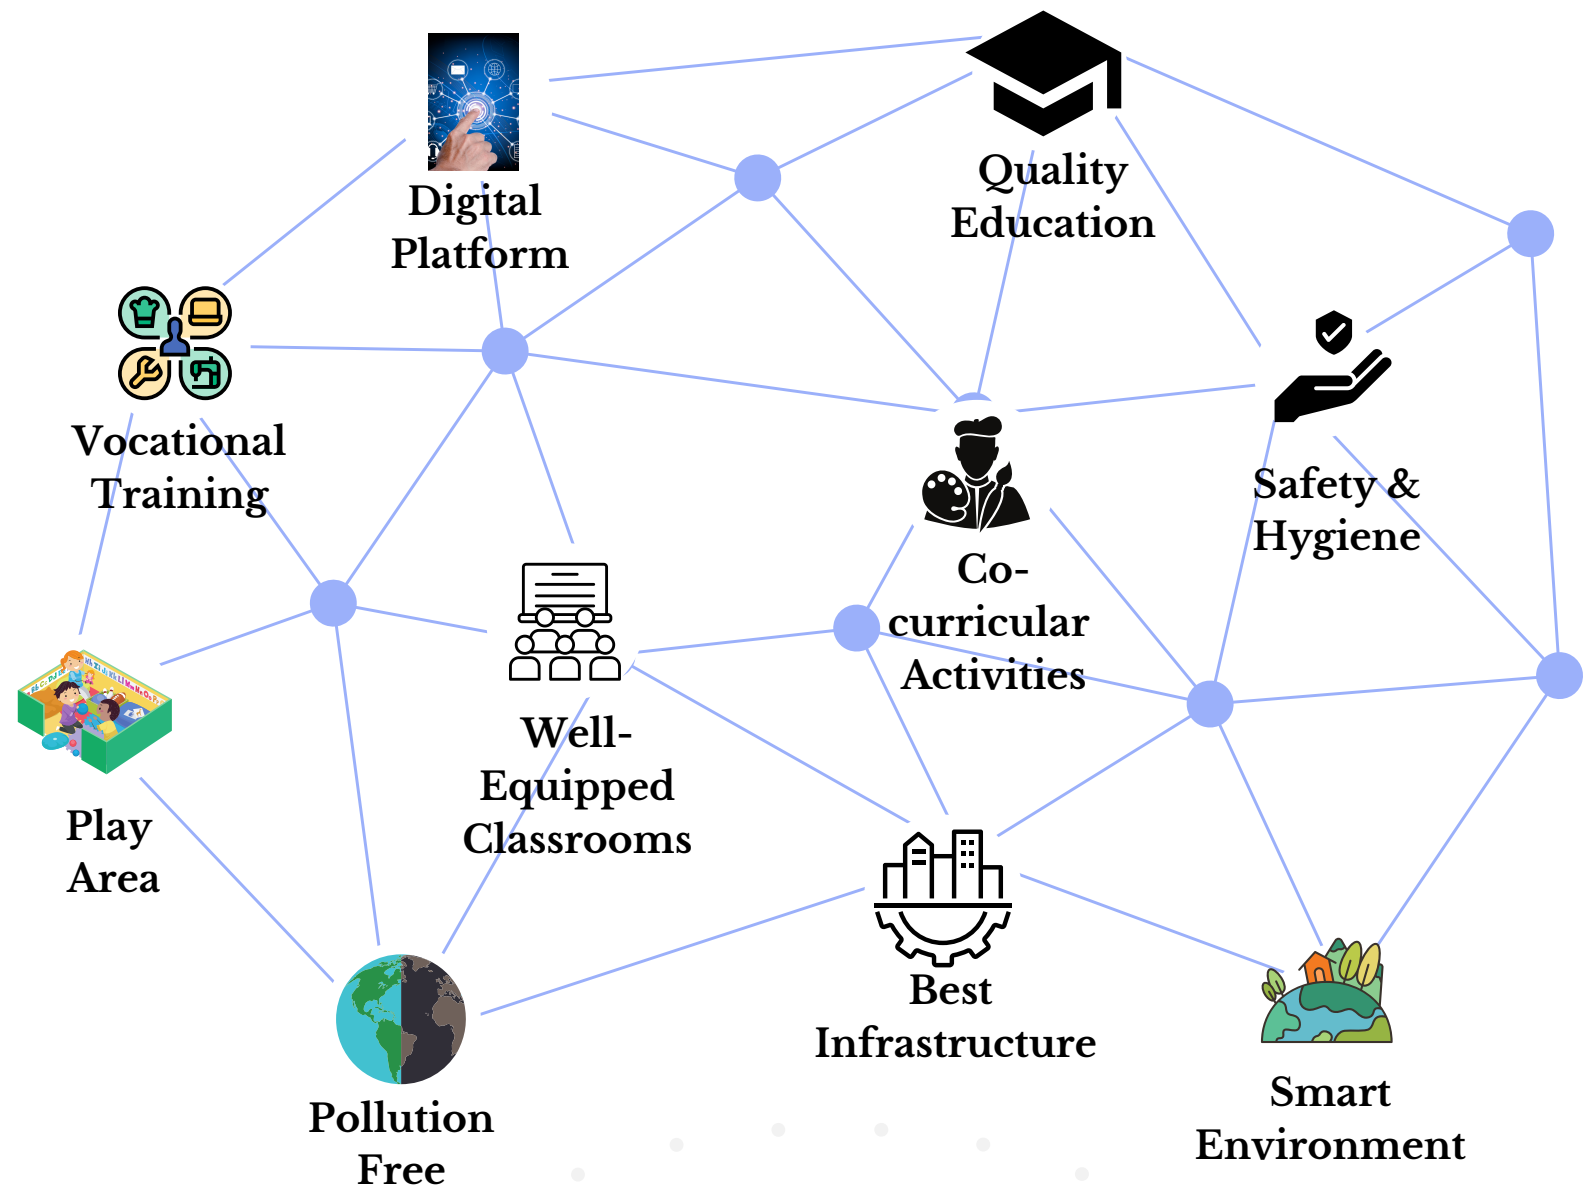 Digital
Platform
Quality
Education
Vocational
Training
Safety &
Hygiene
Co-
curricular
Activities
Well-
Equipped
Classrooms
Play
Area
Best
Infrastructure
Pollution
Free
Smart
Environment